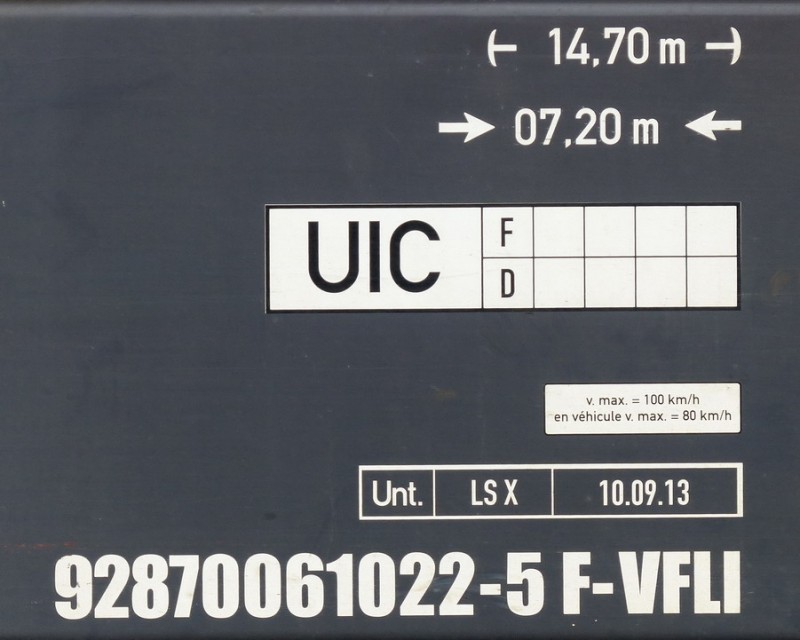 14,70 m
07,20 m
UIC F
D
v. max. = 100 km/h
en véhicule v. max. = 80 km/h
Unt. LS X 10.09.13
92870061022-5 F-VFLI